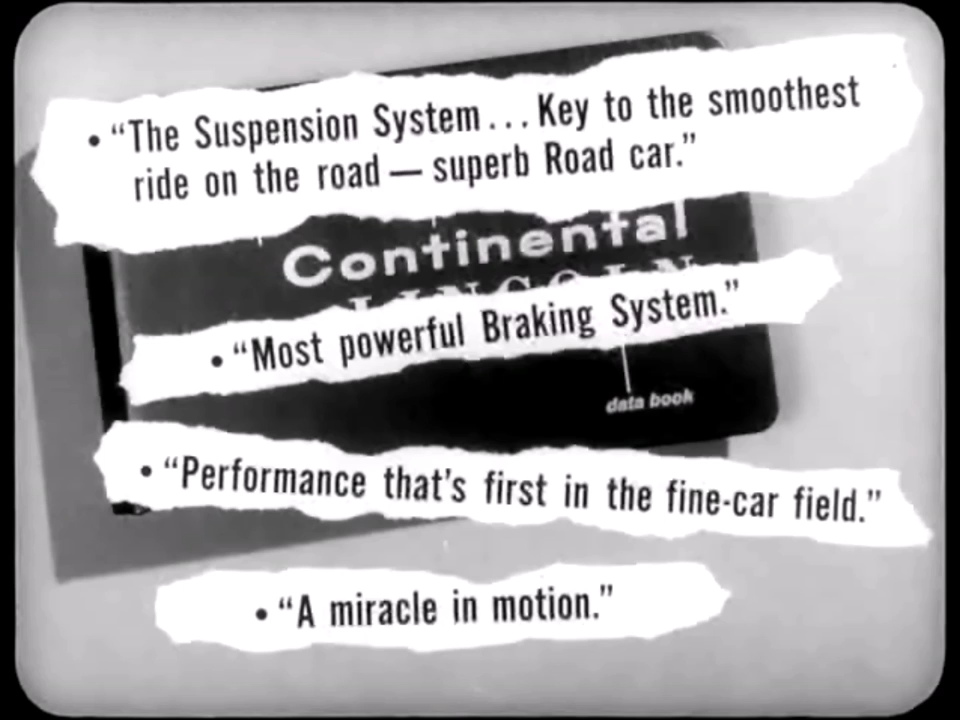 • “The Suspension System... Key to the smoothest
ride on the road — superb Road car.”
Continental
LINCOLN
• “Most powerful Braking System.”
data book
• “Performance that's first in the fine-car field.”
• “A miracle in motion.”